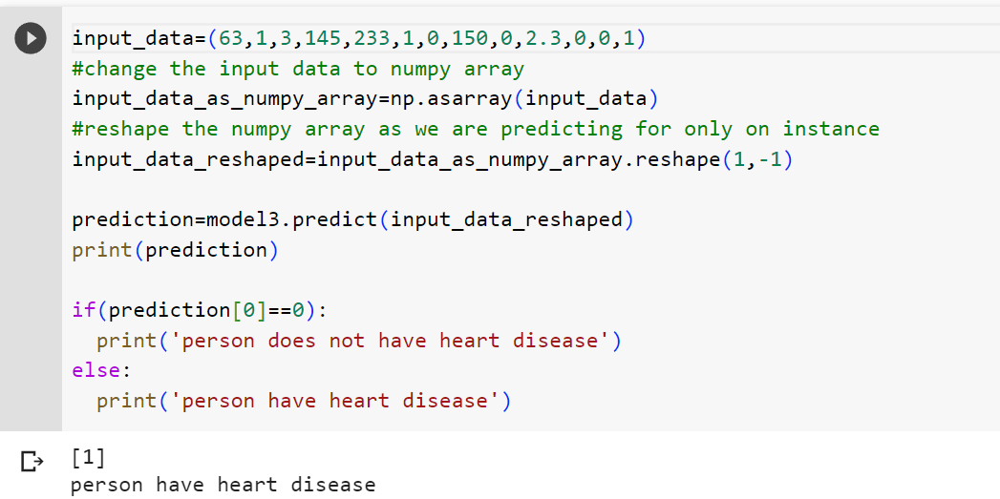 input_data=(63,1,3,145,233,1,0,150,0,2.3,0,0,1)
#change the input data to numpy array
input_data_as_numpy_array=np.asarray(input_data)
#reshape the numpy array as we are predicting for only on instance
input_data_reshaped=input_data_as_numpy_array.reshape(1,-1)
prediction=model3.predict(input_data_reshaped)
print(prediction)
if(prediction[0]==0):
  print('person does not have heart disease')
else:
  print('person have heart disease')
[1]
person have heart disease